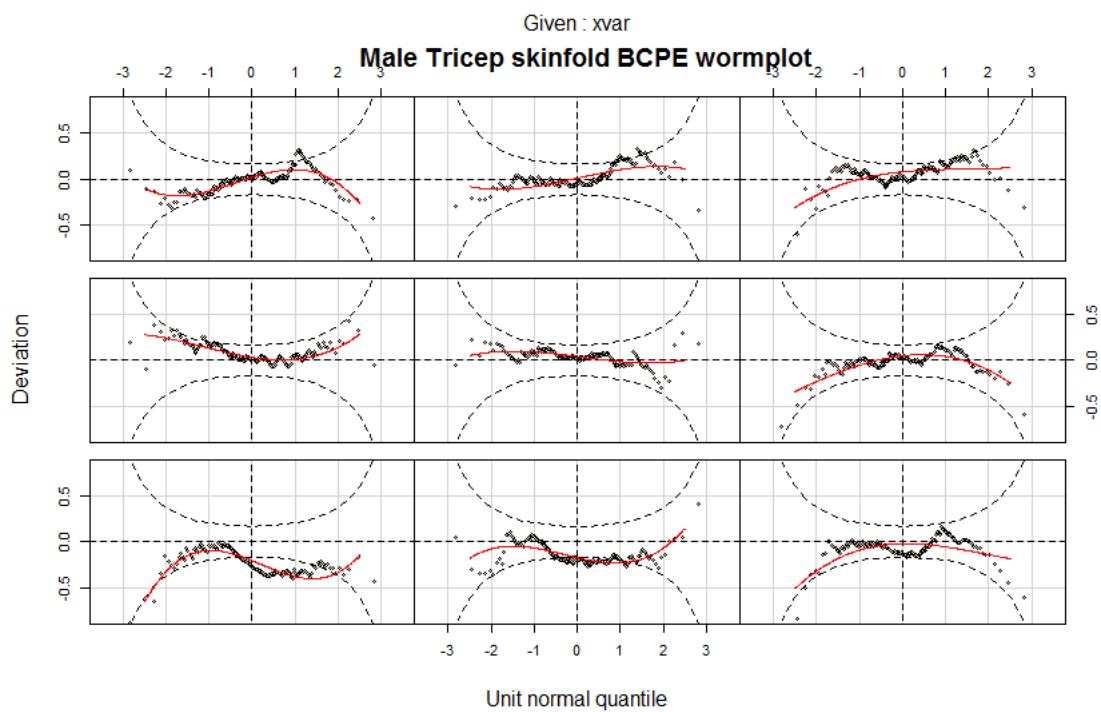 Given : xvar
Male Tricep skinfold BCPE wormplot
-3 -2 -1 0 1 2 3 -3 -2 -1 0 1 2 3
0.5
0.0
-0.5
0.5
0.0
-0.5
0.5
0.0
-0.5
-3 -2 -1 0 1 2 3
Deviation
Unit normal quantile